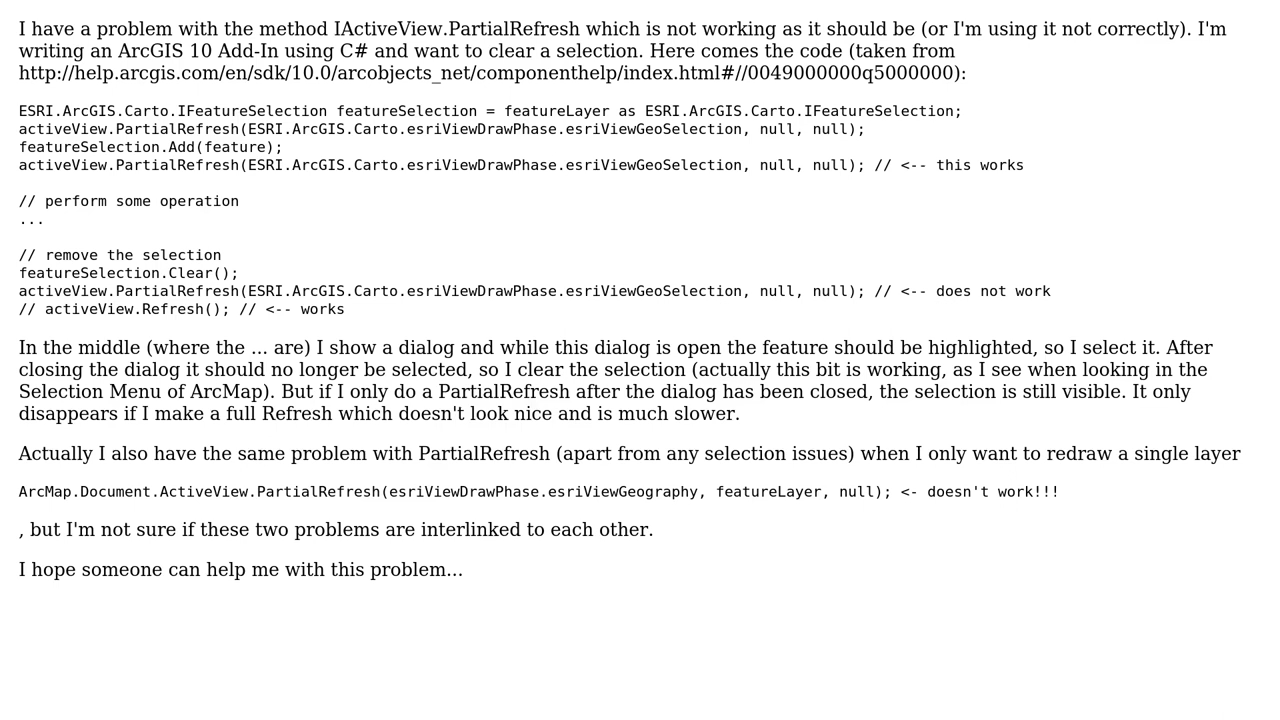 I have a problem with the method IActiveView.PartialRefresh which is not working as it should be (or I'm using it not correctly). I'm
writing an ArcGIS 10 Add-In using C# and want to clear a selection. Here comes the code (taken from
http://help.arcgis.com/en/sdk/10.0/arcobjects_net/componenthelp/index.html#//0049000000q5000000):
ESRI.ArcGIS.Carto.IFeatureSelection featureSelection = featureLayer as ESRI.ArcGIS.Carto.IFeatureSelection;
activeView.PartialRefresh(ESRI.ArcGIS.Carto.esriViewDrawPhase.esriViewGeoSelection, null, null);
featureSelection.Add(feature);
activeView.PartialRefresh(ESRI.ArcGIS.Carto.esriViewDrawPhase.esriViewGeoSelection, null, null); // <-- this works
// perform some operation
...
// remove the selection
featureSelection.Clear();
activeView.PartialRefresh(ESRI.ArcGIS.Carto.esriViewDrawPhase.esriViewGeoSelection, null, null); // <-- does not work
// activeView.Refresh(); // <-- works
In the middle (where the ... are) I show a dialog and while this dialog is open the feature should be highlighted, so I select it. After
closing the dialog it should no longer be selected, so I clear the selection (actually this bit is working, as I see when looking in the
Selection Menu of ArcMap). But if I only do a PartialRefresh after the dialog has been closed, the selection is still visible. It only
disappears if I make a full Refresh which doesn't look nice and is much slower.
Actually I also have the same problem with PartialRefresh (apart from any selection issues) when I only want to redraw a single layer
ArcMap.Document.ActiveView.PartialRefresh(esriViewDrawPhase.esriViewGeography, featureLayer, null); <- doesn't work!!!
, but I'm not sure if these two problems are interlinked to each other.
I hope someone can help me with this problem...